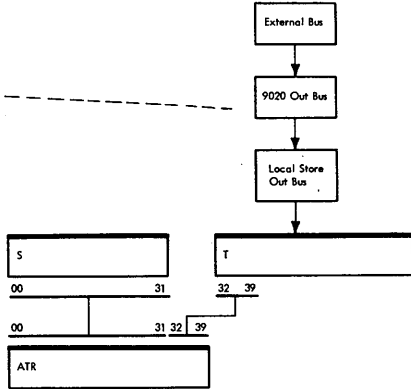 External Bus
9020 Out Bus
Local Store
Out Bus
S
T
00 31
32 39
00 31 32 39
ATR